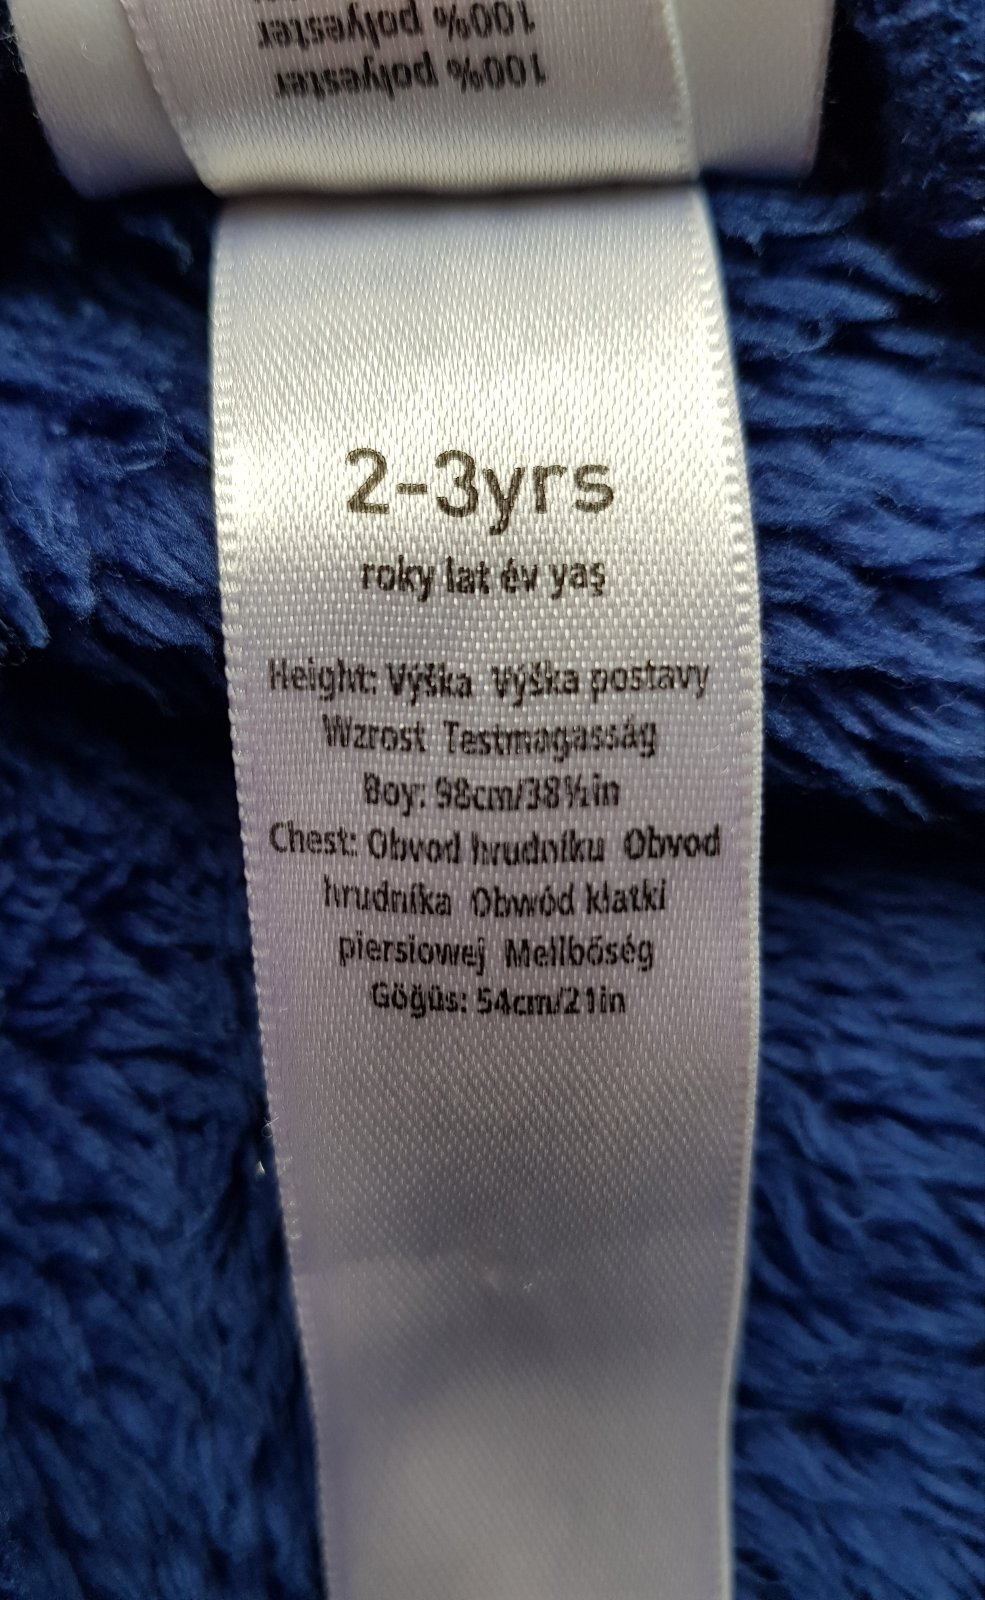 100% polyester
100% polyester
2-3yrs
roky lat év yaş
Height: Výška Výška postavy
Wzrost Testmagasság
Boy: 98cm/38½in
Chest: Obvod hrudníku Obvod
hrudníka Obwód klatki
piersiowej Mellbőség
Göğüs: 54cm/21in